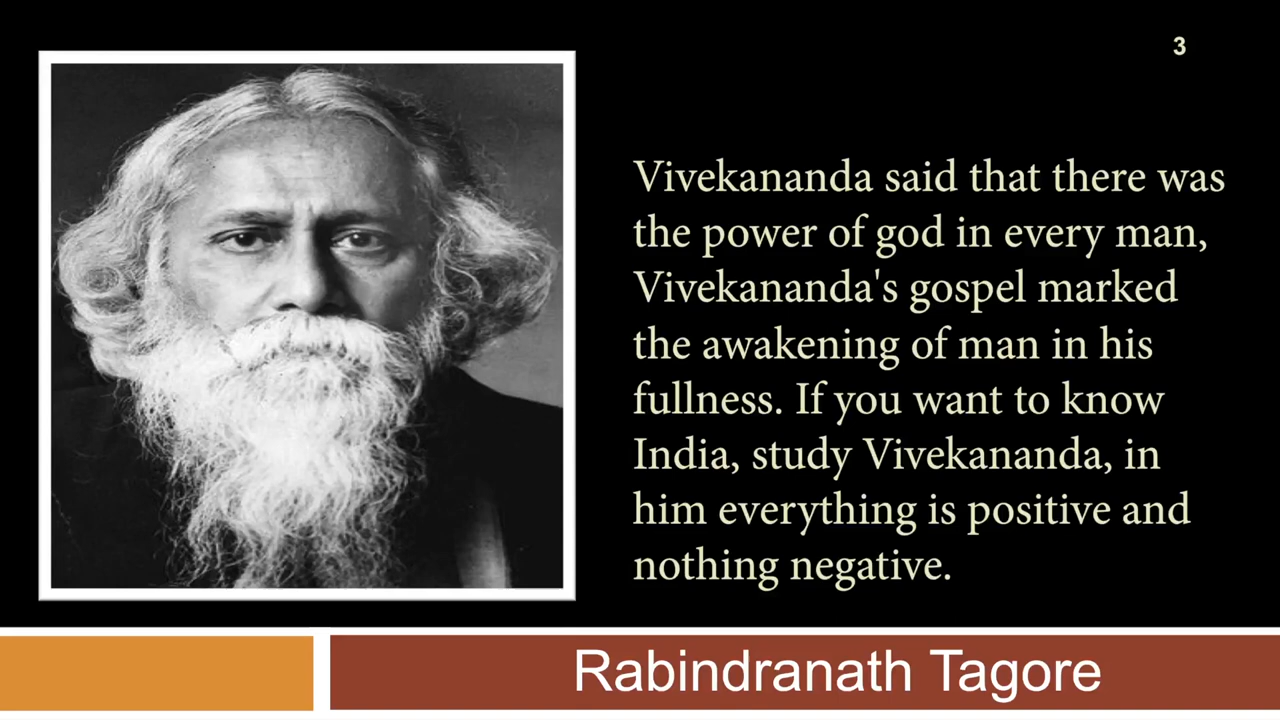 3
Vivekananda said that there was
the power of god in every man,
Vivekananda's gospel marked
the awakening of man in his
fullness. If you want to know
India, study Vivekananda, in
him everything is positive and
nothing negative.
Rabindranath Tagore